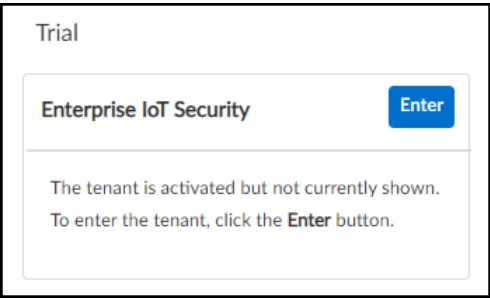 Trial
Enterprise IoT Security
Enter
The tenant is activated but not currently shown.
To enter the tenant, click the Enter button.